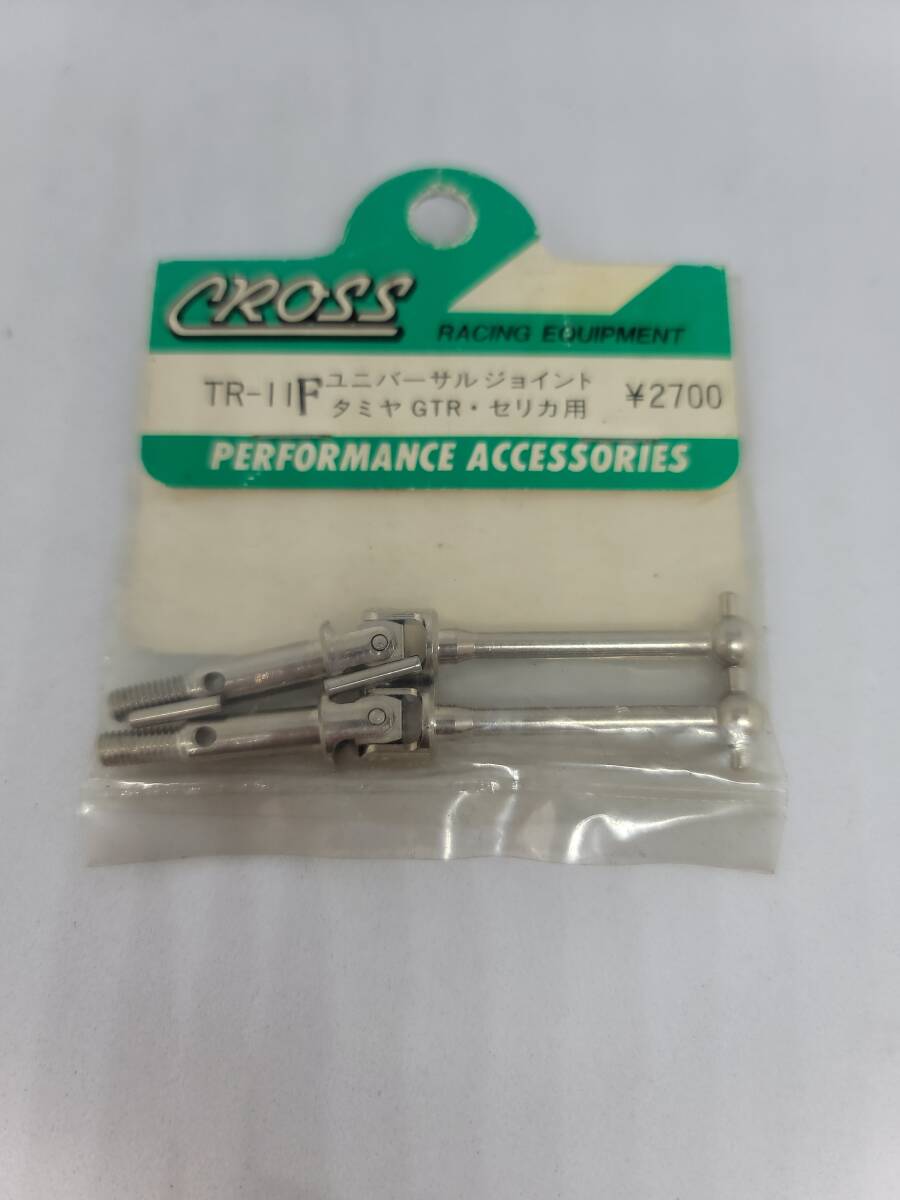 CROSS
RACING EQUIPMENT
TR-11F ユニバーサルジョイント
タミヤ GTR・セリカ用 ¥2700
PERFORMANCE ACCESSORIES